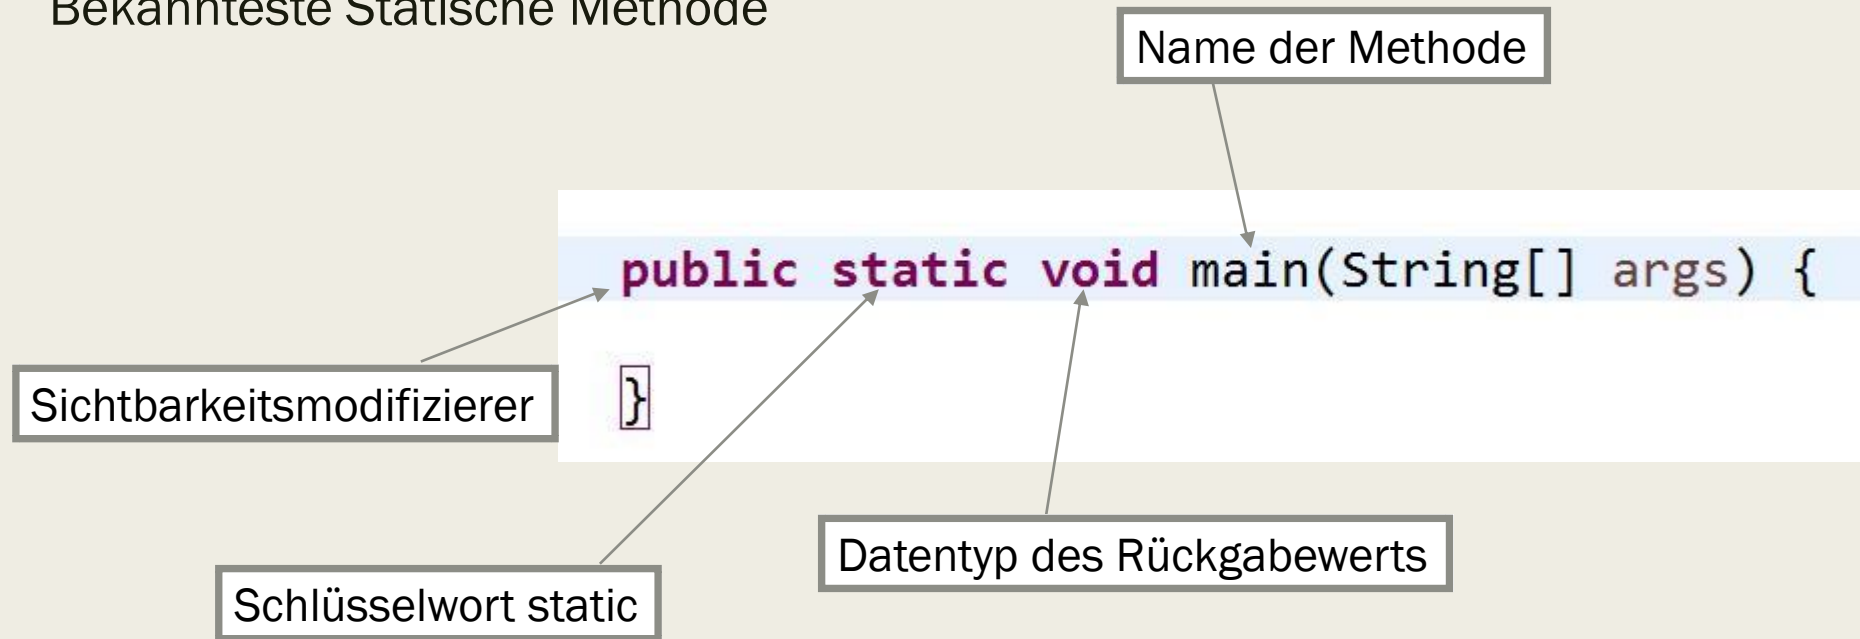 Bekannteste Statische Methode
Name der Methode
public static void main(String[] args) {
Sichtbarkeitsmodifizierer
}
Datentyp des Rückgabewerts
Schlüsselwort static